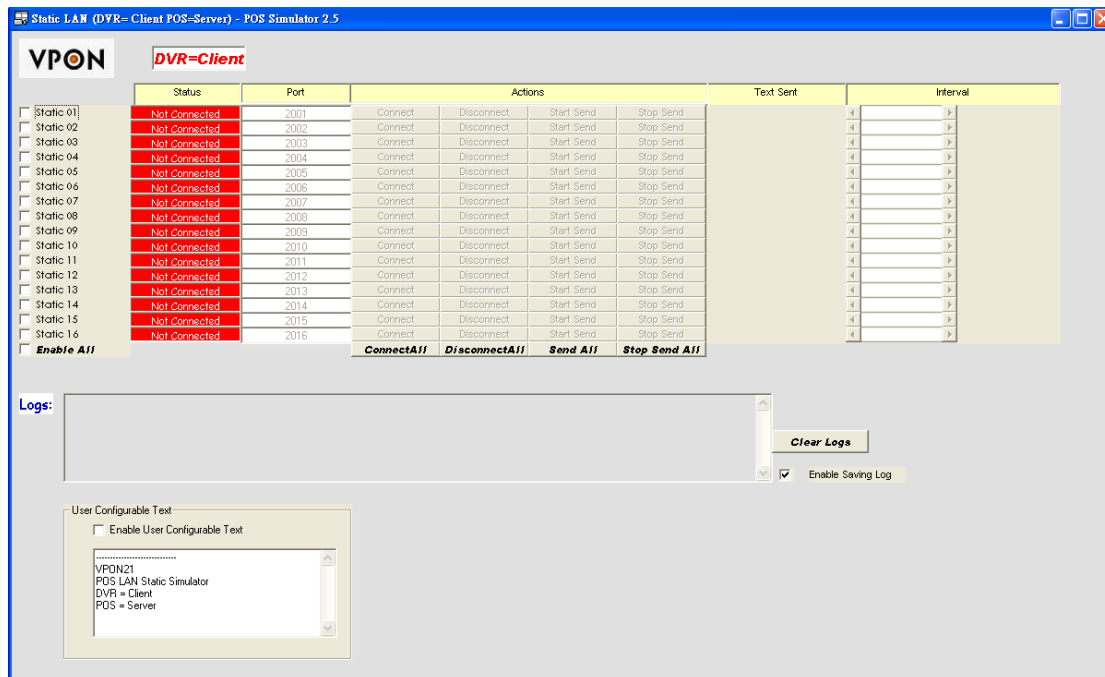 Static LAN (DVR= Client POS=Server) - POS Simulator 2.5
VPON
DVR=Client
Status Port Actions Text Sent Interval
Static 01 Not Connected 2001 Connect Disconnect Start Send Stop Send
Static 02 Not Connected 2002 Connect Disconnect Start Send Stop Send
Static 03 Not Connected 2003 Connect Disconnect Start Send Stop Send
Static 04 Not Connected 2004 Connect Disconnect Start Send Stop Send
Static 05 Not Connected 2005 Connect Disconnect Start Send Stop Send
Static 06 Not Connected 2006 Connect Disconnect Start Send Stop Send
Static 07 Not Connected 2007 Connect Disconnect Start Send Stop Send
Static 08 Not Connected 2008 Connect Disconnect Start Send Stop Send
Static 09 Not Connected 2009 Connect Disconnect Start Send Stop Send
Static 10 Not Connected 2010 Connect Disconnect Start Send Stop Send
Static 11 Not Connected 2011 Connect Disconnect Start Send Stop Send
Static 12 Not Connected 2012 Connect Disconnect Start Send Stop Send
Static 13 Not Connected 2013 Connect Disconnect Start Send Stop Send
Static 14 Not Connected 2014 Connect Disconnect Start Send Stop Send
Static 15 Not Connected 2015 Connect Disconnect Start Send Stop Send
Static 16 Not Connected 2016 Connect Disconnect Start Send Stop Send
Enable All ConnectAll DisconnectAll Send All Stop Send All
Logs:
Clear Logs
Enable Saving Log
User Configurable Text
Enable User Configurable Text
-----------------------------
VPON21
POS LAN Static Simulator
DVR = Client
POS = Server